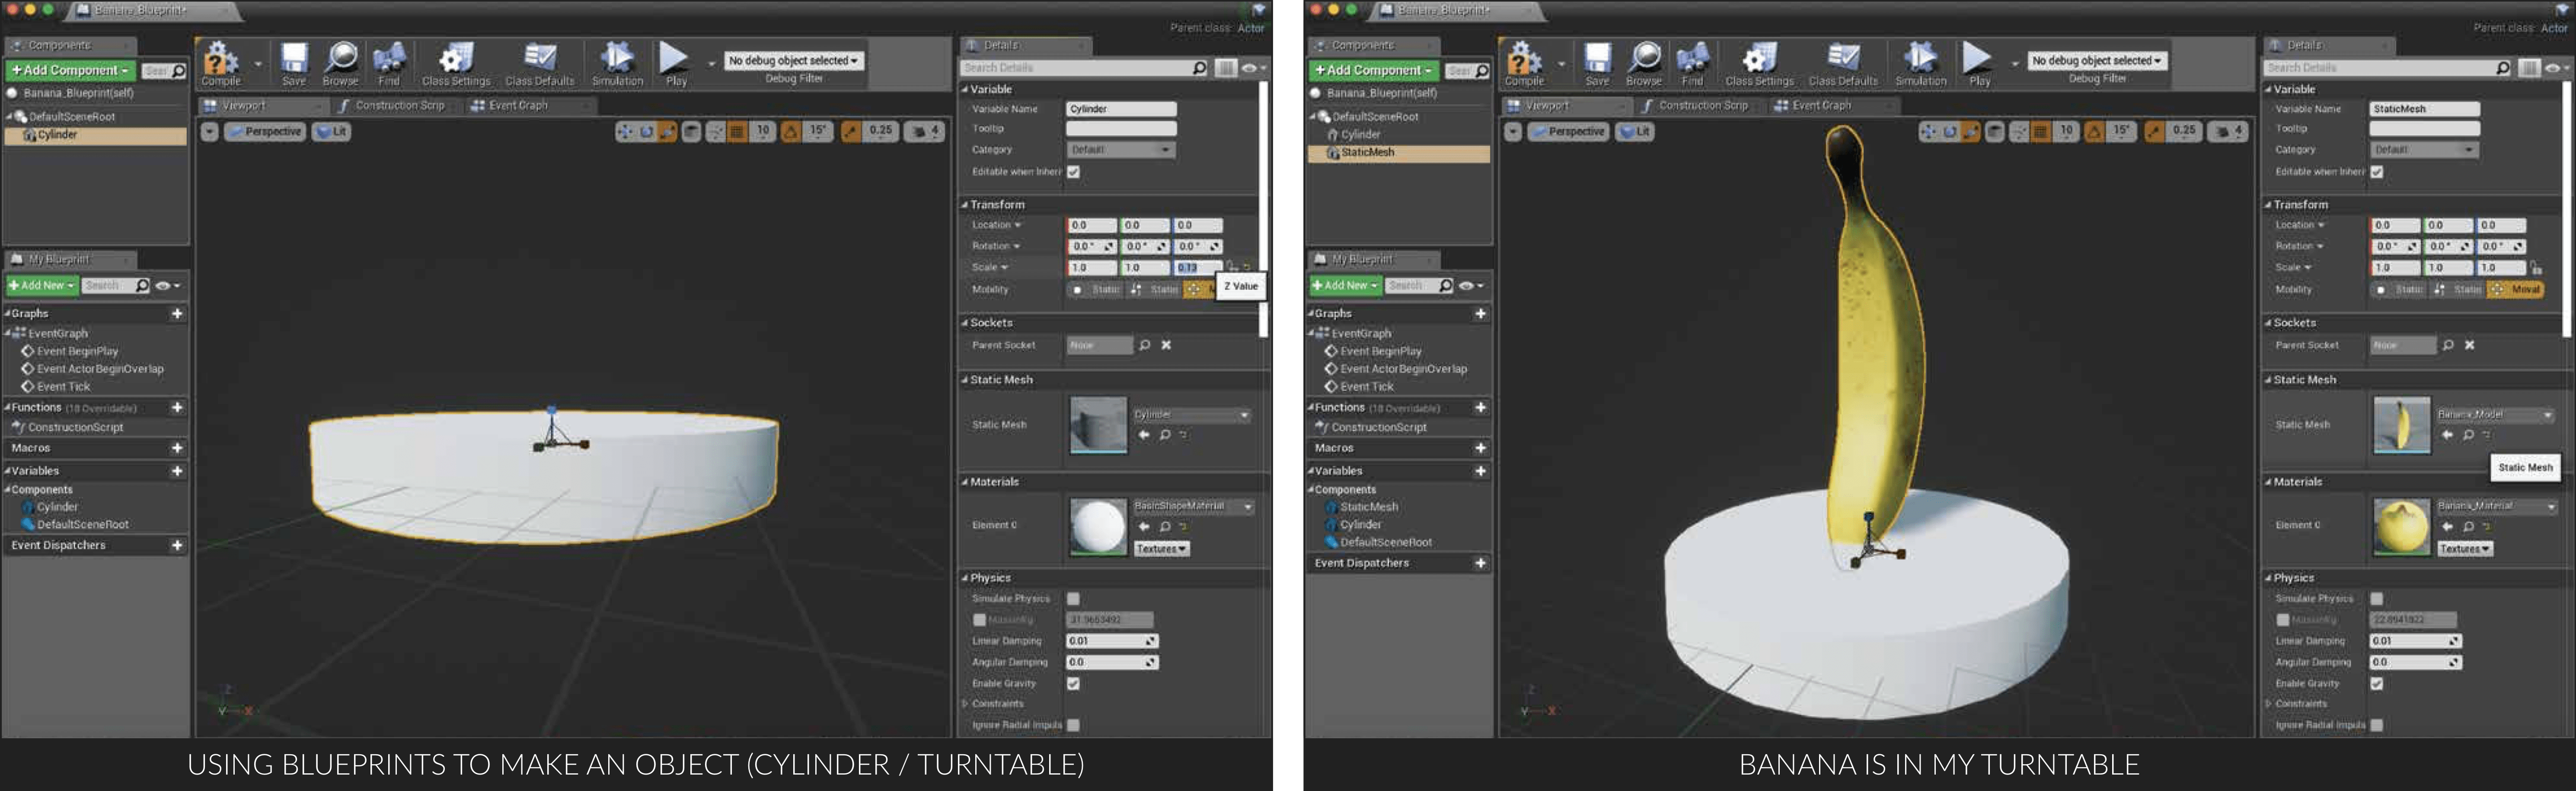 Banana_Blueprint*
Parent class: Actor
Components
+Add Component
Sear
Banana_Blueprint(self)
DefaultSceneRoot
Cylinder
My Blueprint
+Add New
Search
Graphs
EventGraph
Event BeginPlay
Event ActorBeginOverlap
Event Tick
Functions (18 Overridable)
ConstructionScript
Macros
Variables
Components
Cylinder
DefaultSceneRoot
Event Dispatchers
Compile
Save
Browse
Find
Class Settings
Class Defaults
Simulation
Play
No debug object selected
Debug Filter
Viewport
Construction Scrip
Event Graph
Perspective
Lit
10
15°
0.25
4
Z
Y
X
Details
Search Details
Variable
Variable Name Cylinder
Tooltip
Category Default
Editable when Inheri
Transform
Location 0.0 0.0 0.0
Rotation 0.0° 0.0° 0.0°
Scale 1.0 1.0 0.13
Mobility Static Statio M
Z Value
Sockets
Parent Socket None
Static Mesh
Static Mesh Cylinder
Materials
Element 0 BasicShapeMaterial
Textures
Physics
Simulate Physics
MassInKg
Linear Damping 0.01
Angular Damping 0.0
Enable Gravity
Constraints
Ignore Radial Impuls
USING BLUEPRINTS TO MAKE AN OBJECT (CYLINDER / TURNTABLE)
Banana_Blueprint*
Parent class: Actor
Components
+Add Component
Sear
Banana_Blueprint(self)
DefaultSceneRoot
Cylinder
StaticMesh
My Blueprint
+Add New
Search
Graphs
EventGraph
Event BeginPlay
Event ActorBeginOverlap
Event Tick
Functions (18 Overridable)
ConstructionScript
Macros
Variables
Components
StaticMesh
Cylinder
DefaultSceneRoot
Event Dispatchers
Compile
Save
Browse
Find
Class Settings
Class Defaults
Simulation
Play
No debug object selected
Debug Filter
Viewport
Construction Scrip
Event Graph
Perspective
Lit
10
15°
0.25
4
Z
Y
X
Details
Search Details
Variable
Variable Name StaticMesh
Tooltip
Category Default
Editable when Inheri
Transform
Location 0.0 0.0 0.0
Rotation 0.0° 0.0° 0.0°
Scale 1.0 1.0 1.0
Mobility Static Statio Moval
Sockets
Parent Socket None
Static Mesh
Static Mesh Banana_Model
Static Mesh
Materials
Element 0 Banana_Material
Textures
Physics
Simulate Physics
MassInKg
Linear Damping 0.01
Angular Damping 0.0
Enable Gravity
Constraints
Ignore Radial Impuls
BANANA IS IN MY TURNTABLE